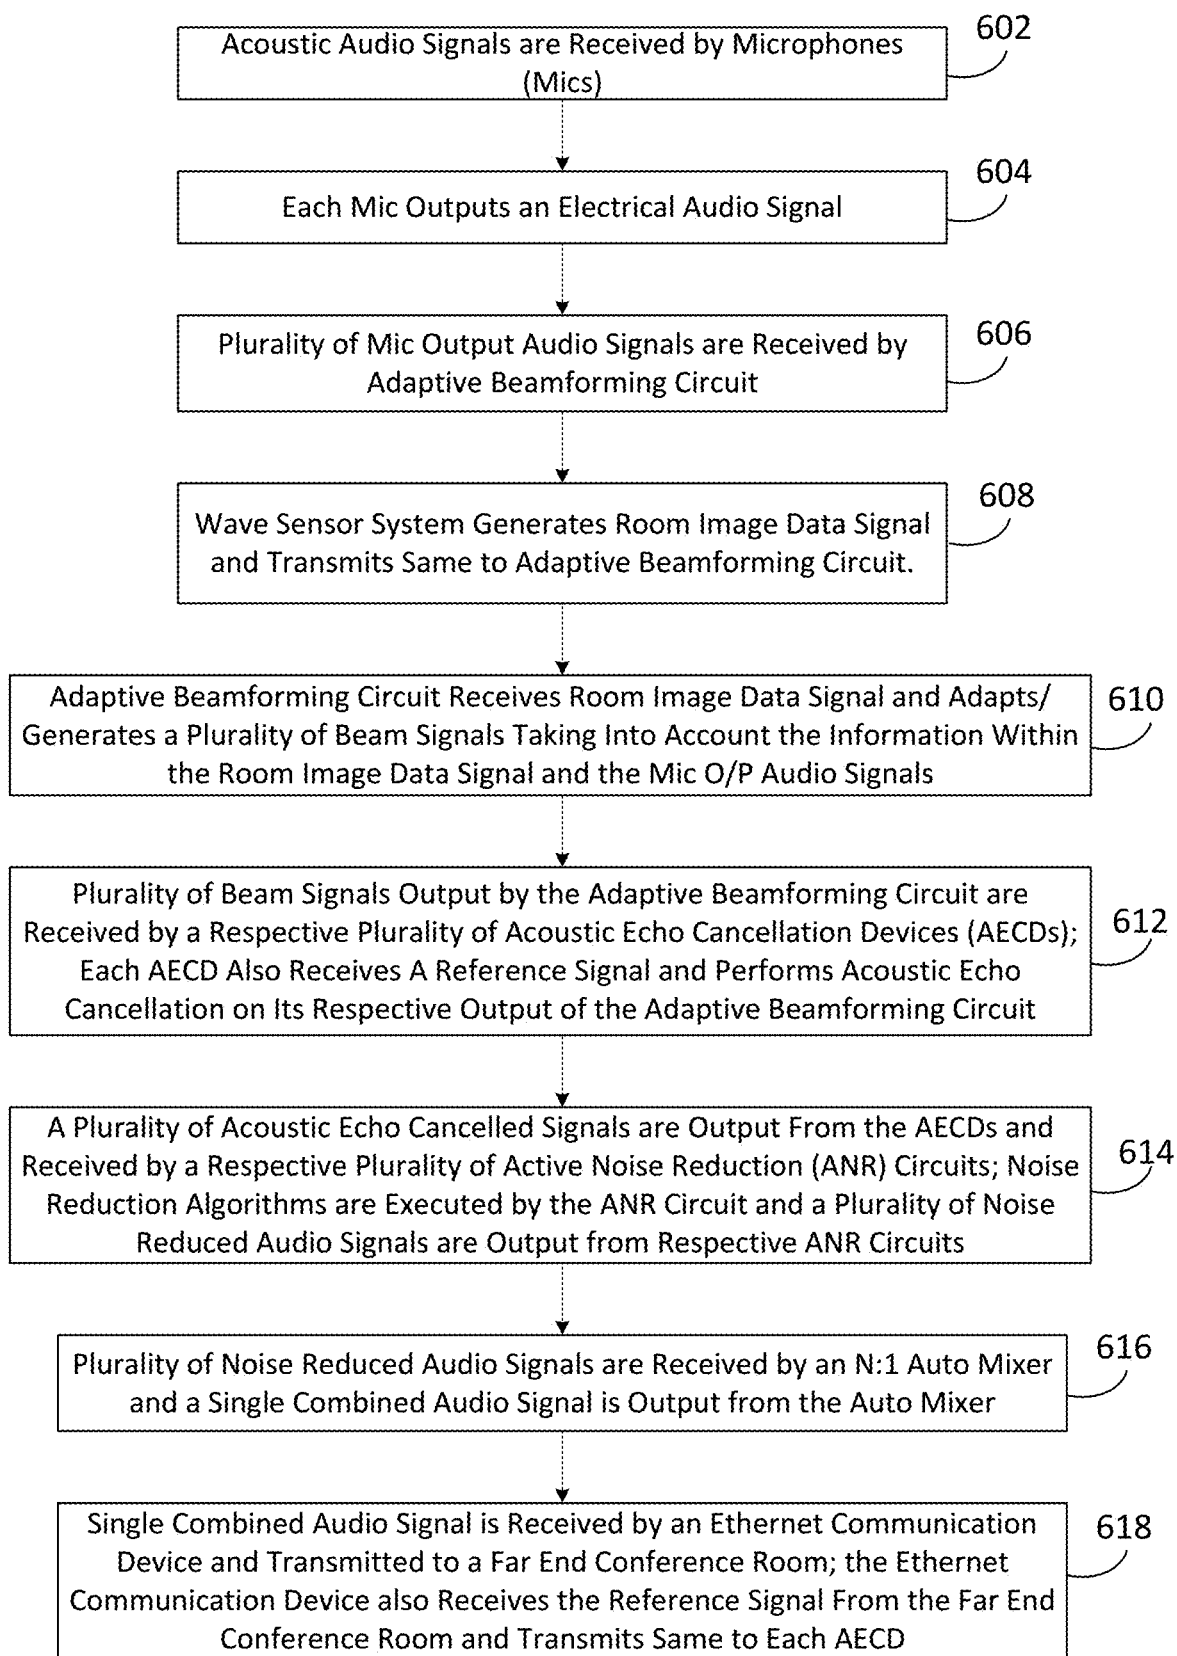 602
Acoustic Audio Signals are Received by Microphones
(Mics)
604
Each Mic Outputs an Electrical Audio Signal
606
Plurality of Mic Output Audio Signals are Received by
Adaptive Beamforming Circuit
608
Wave Sensor System Generates Room Image Data Signal
and Transmits Same to Adaptive Beamforming Circuit.
610
Adaptive Beamforming Circuit Receives Room Image Data Signal and Adapts/
Generates a Plurality of Beam Signals Taking Into Account the Information Within
the Room Image Data Signal and the Mic O/P Audio Signals
612
Plurality of Beam Signals Output by the Adaptive Beamforming Circuit are
Received by a Respective Plurality of Acoustic Echo Cancellation Devices (AECDs);
Each AECD Also Receives A Reference Signal and Performs Acoustic Echo
Cancellation on Its Respective Output of the Adaptive Beamforming Circuit
614
A Plurality of Acoustic Echo Cancelled Signals are Output From the AECDs and
Received by a Respective Plurality of Active Noise Reduction (ANR) Circuits; Noise
Reduction Algorithms are Executed by the ANR Circuit and a Plurality of Noise
Reduced Audio Signals are Output from Respective ANR Circuits
616
Plurality of Noise Reduced Audio Signals are Received by an N:1 Auto Mixer
and a Single Combined Audio Signal is Output from the Auto Mixer
618
Single Combined Audio Signal is Received by an Ethernet Communication
Device and Transmitted to a Far End Conference Room; the Ethernet
Communication Device also Receives the Reference Signal From the Far End
Conference Room and Transmits Same to Each AECD